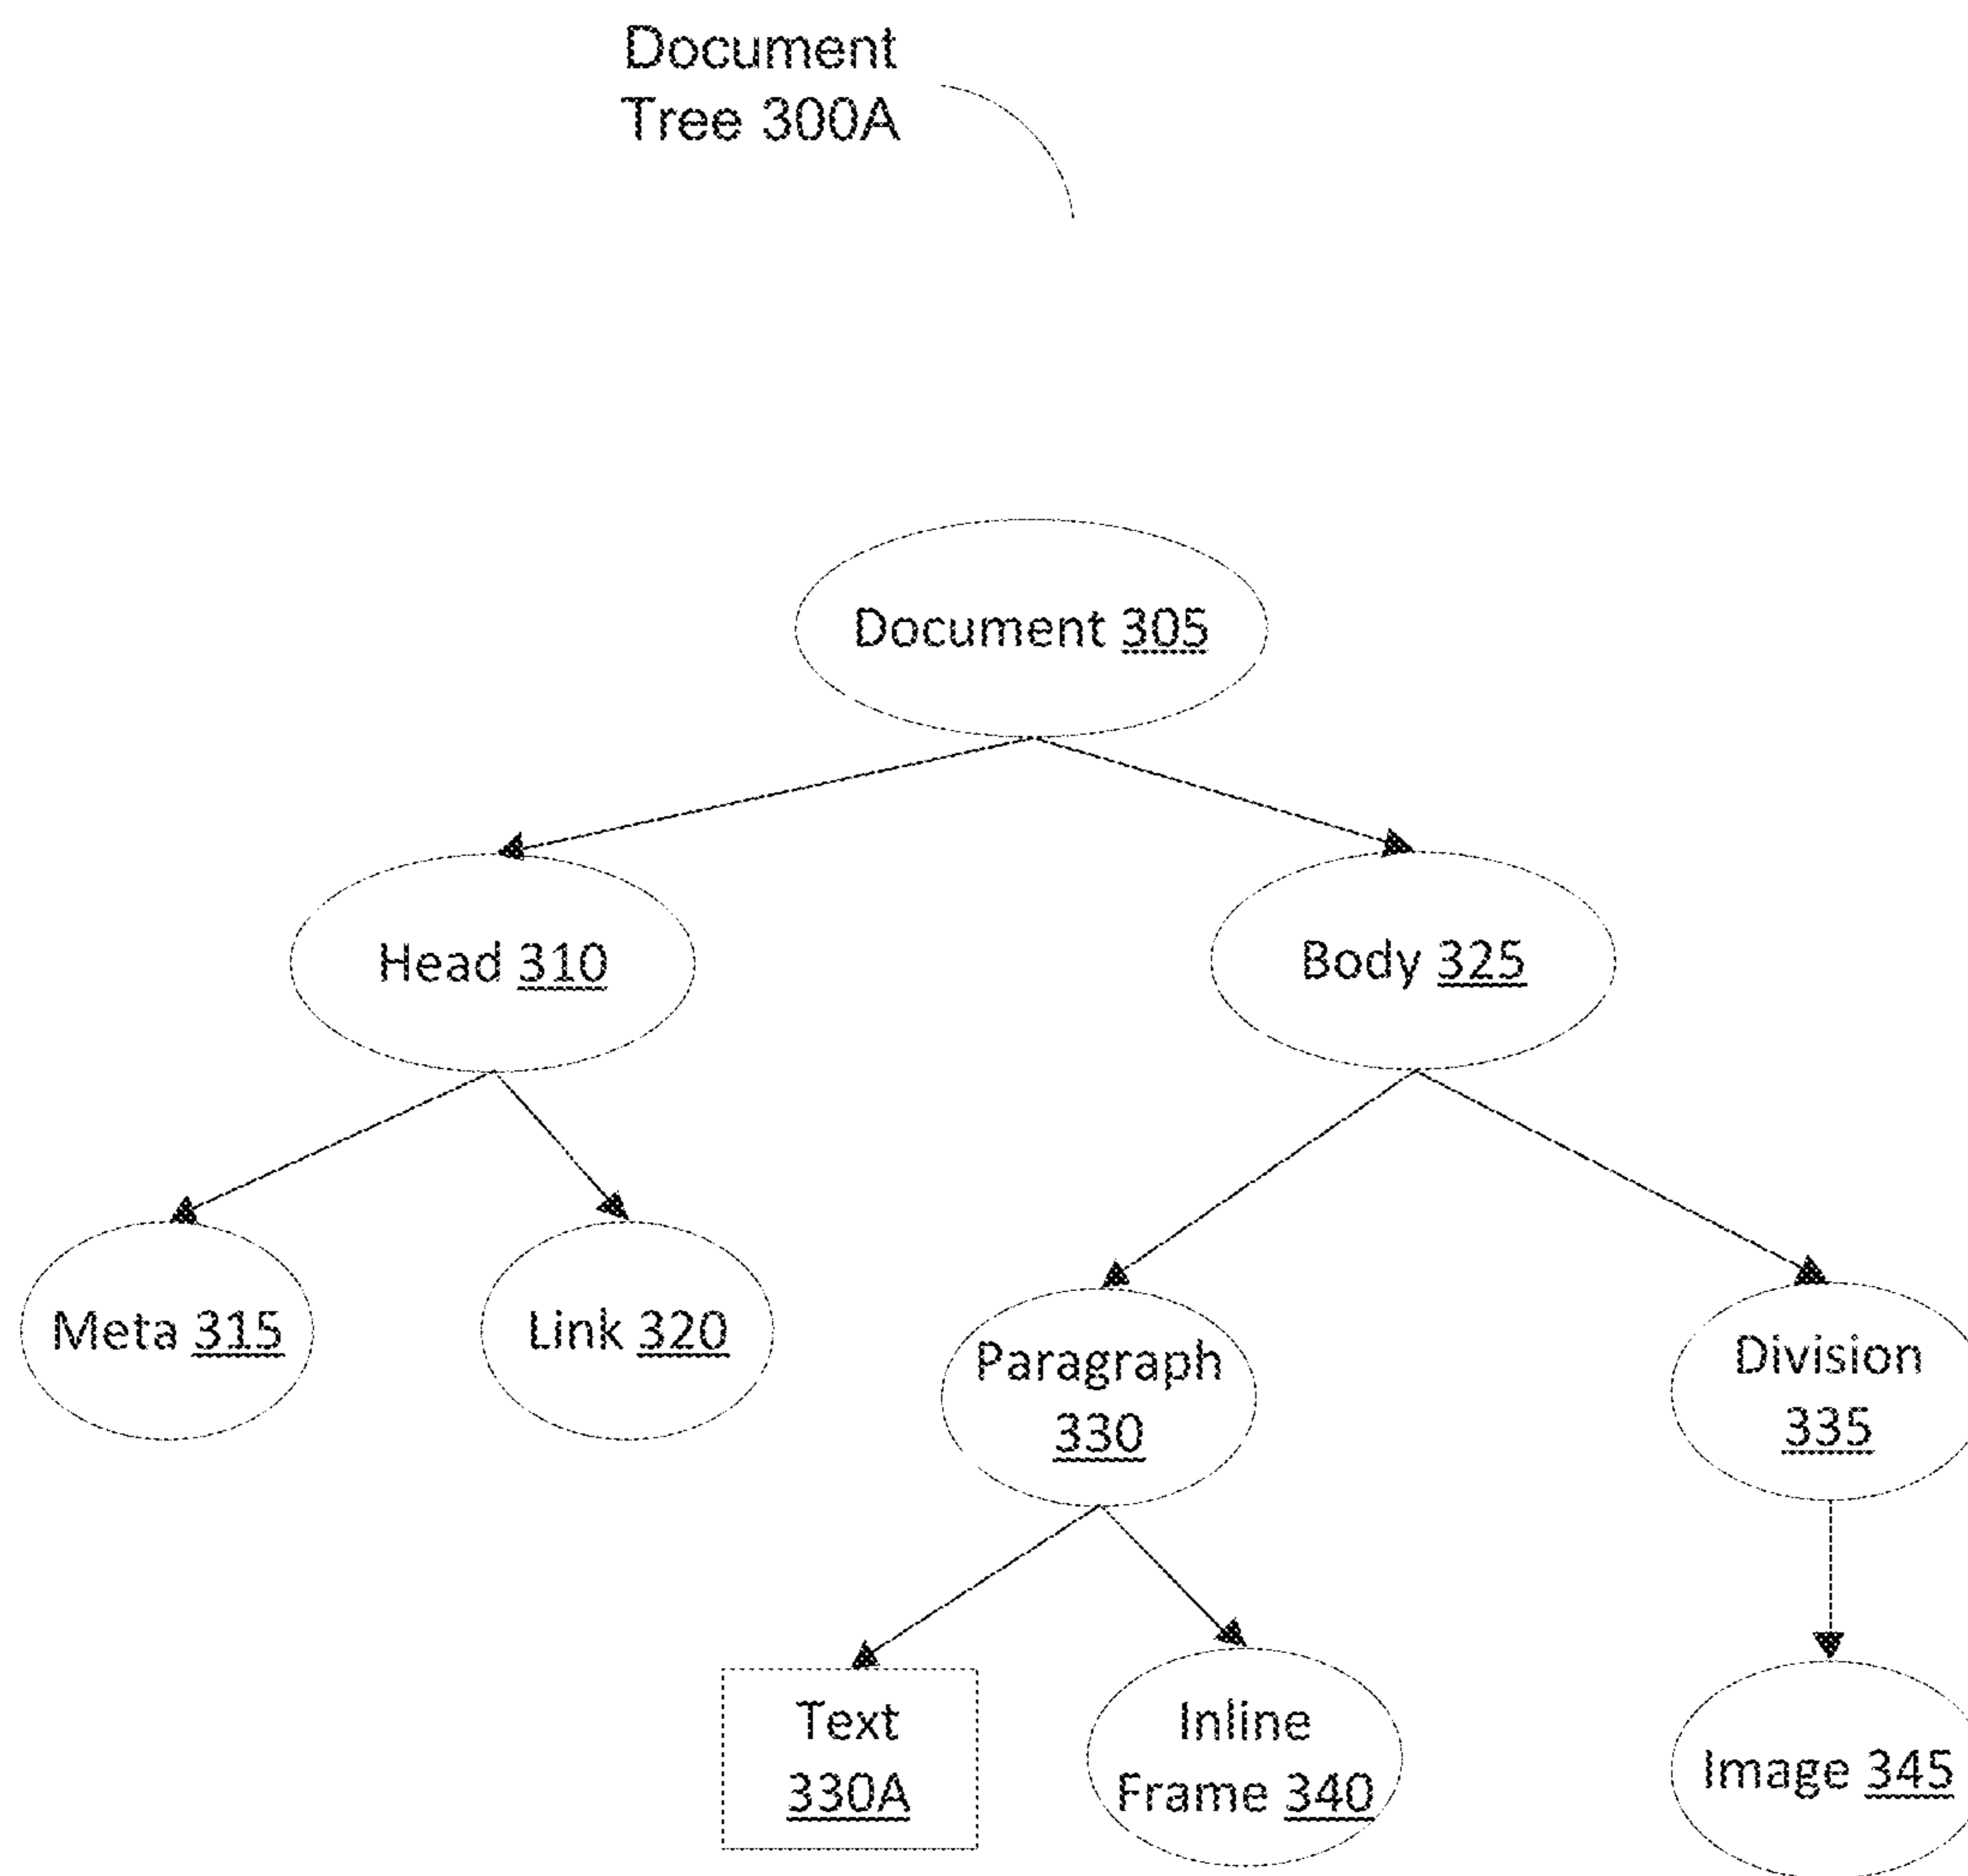 Document
Tree 300A
Document 305
Head 310
Body 325
Meta 315
Link 320
Paragraph
330
Division
335
Text
330A
Inline
Frame 340
Image 345